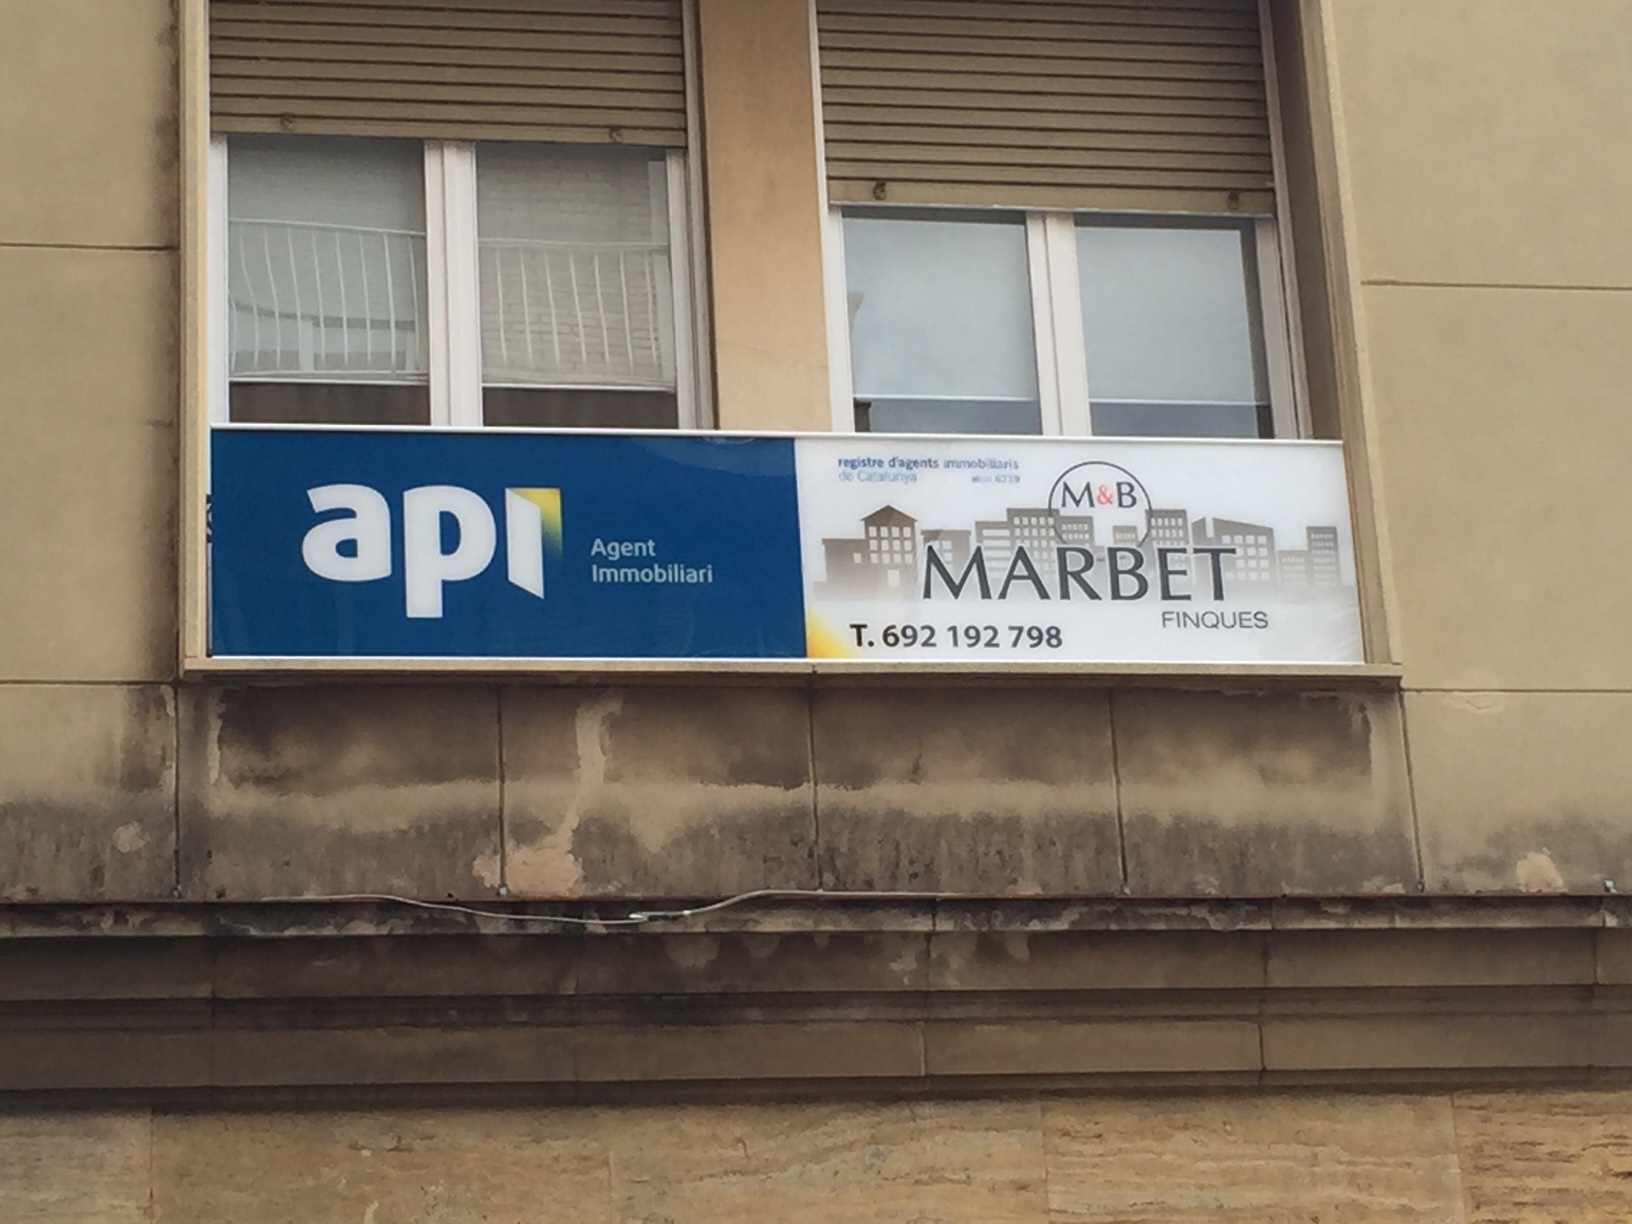 api
Agent
Immobiliari
registre d'agents immobiliaris
de Catalunya
M&B
MARBET
FINQUES
T. 692 192 798